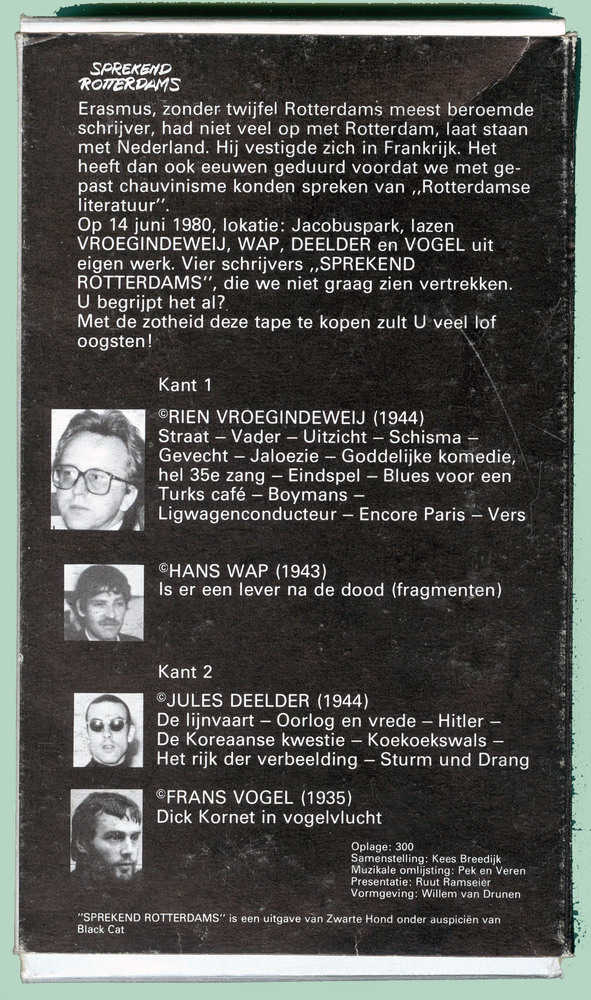 SPREKEND
ROTTERDAMS
Erasmus, zonder twijfel Rotterdams meest beroemde
schrijver, had niet veel op met Rotterdam, laat staan
met Nederland. Hij vestigde zich in Frankrijk. Het
heeft dan ook eeuwen geduurd voordat we met ge-
past chauvinisme konden spreken van ,,Rotterdamse
literatuur''.
Op 14 juni 1980, lokatie: Jacobuspark, lazen
VROEGINDEWEIJ, WAP, DEELDER en VOGEL uit
eigen werk. Vier schrijvers ,,SPREKEND
ROTTERDAMS'', die we niet graag zien vertrekken.
U begrijpt het al?
Met de zotheid deze tape te kopen zult U veel lof
oogsten!
Kant 1
©RIEN VROEGINDEWEIJ (1944)
Straat – Vader – Uitzicht – Schisma –
Gevecht – Jaloezie – Goddelijke komedie,
hel 35e zang – Eindspel – Blues voor een
Turks café – Boymans –
Ligwagenconducteur – Encore Paris – Vers
©HANS WAP (1943)
Is er een lever na de dood (fragmenten)
Kant 2
©JULES DEELDER (1944)
De lijnvaart – Oorlog en vrede – Hitler –
De Koreaanse kwestie – Koekoekswals –
Het rijk der verbeelding – Sturm und Drang
©FRANS VOGEL (1935)
Dick Kornet in vogelvlucht
Oplage: 300
Samenstelling: Kees Breedijk
Muzikale omlijsting: Pek en Veren
Presentatie: Ruut Ramseiér
Vormgeving: Willem van Drunen
"SPREKEND ROTTERDAMS" is een uitgave van Zwarte Hond onder auspiciën van
Black Cat